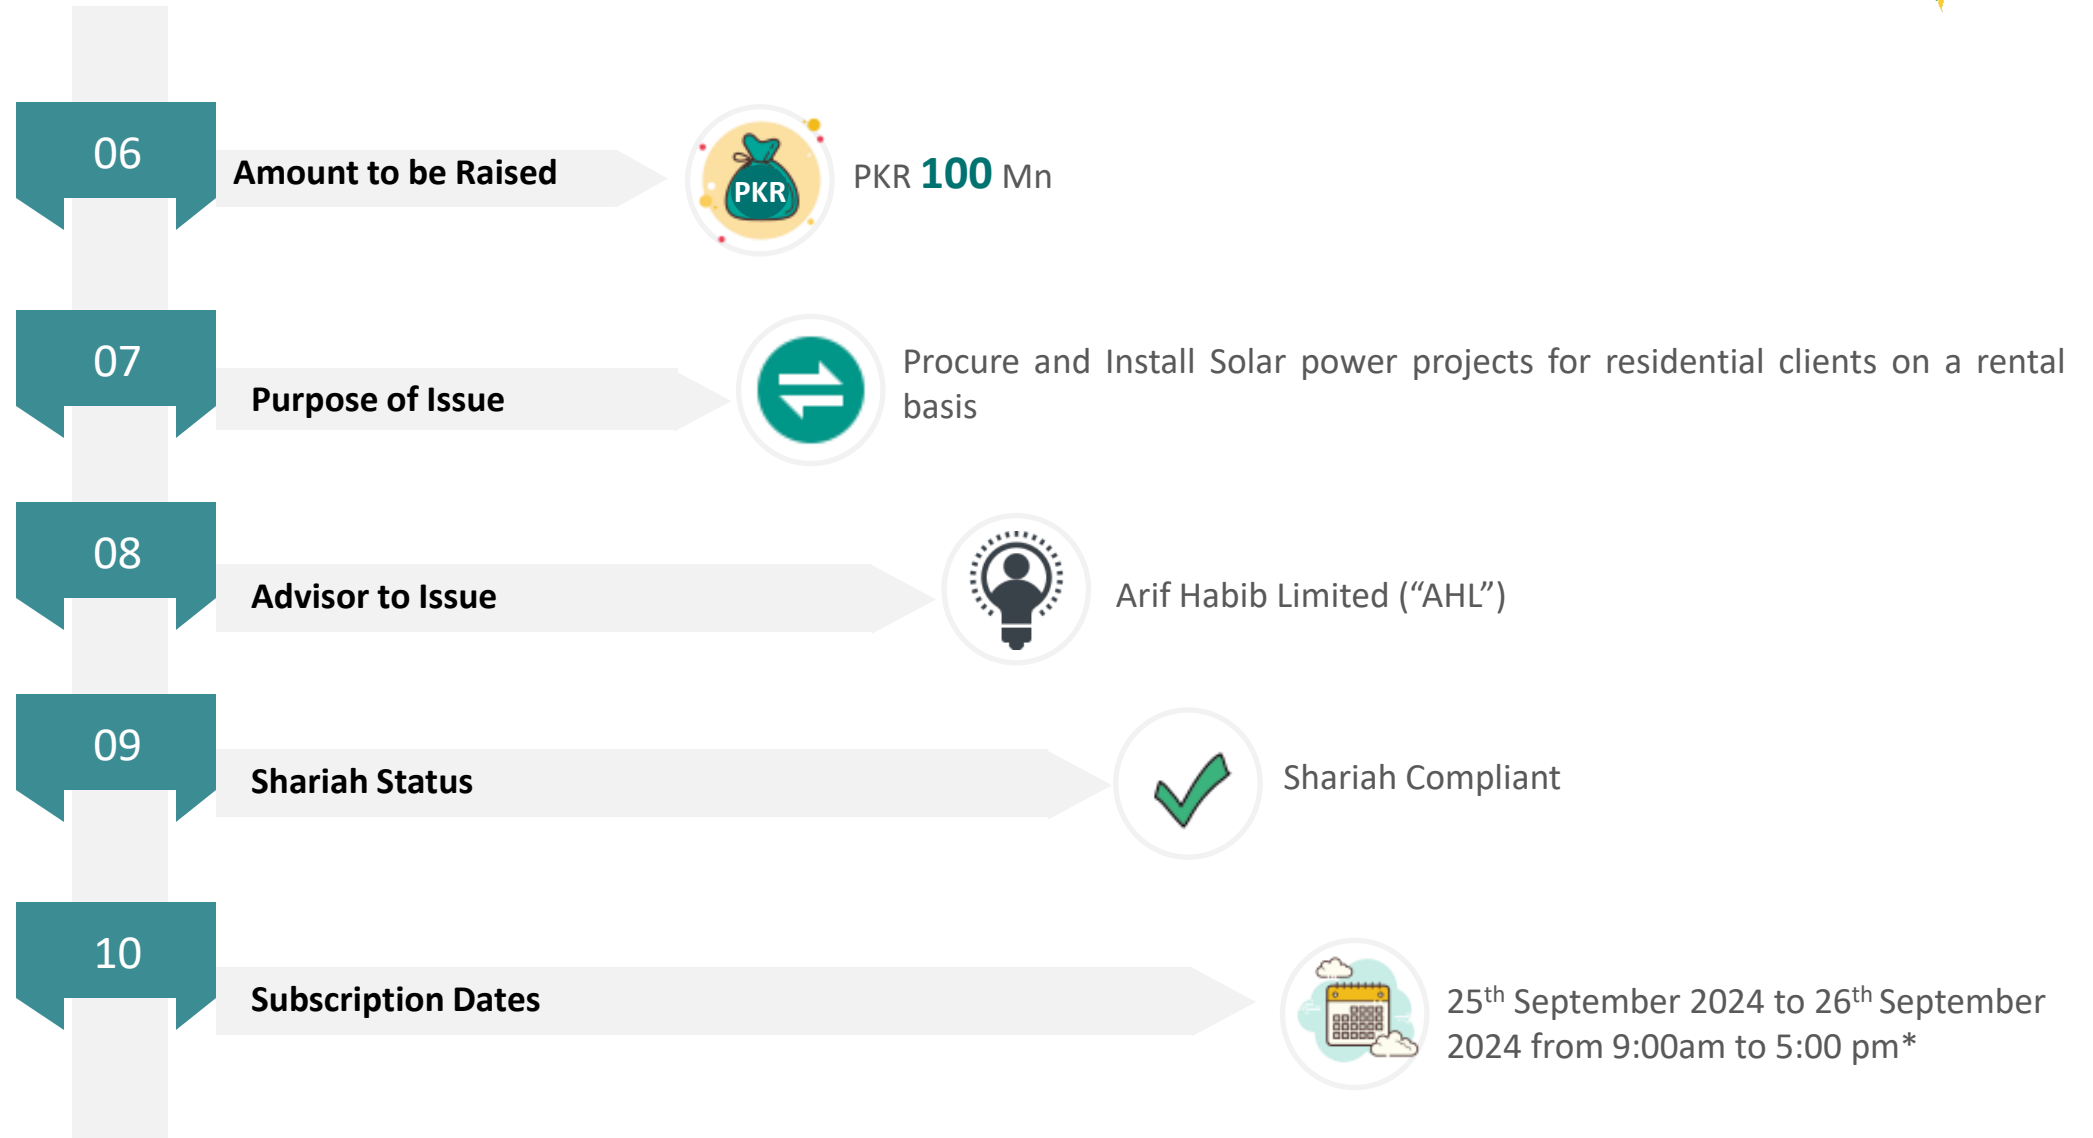 06
Amount to be Raised
PKR
PKR 100 Mn
07
Purpose of Issue
Procure and Install Solar power projects for residential clients on a rental
basis
08
Advisor to Issue
Arif Habib Limited (“AHL”)
09
Shariah Status
Shariah Compliant
10
Subscription Dates
25th September 2024 to 26th September
2024 from 9:00am to 5:00 pm*